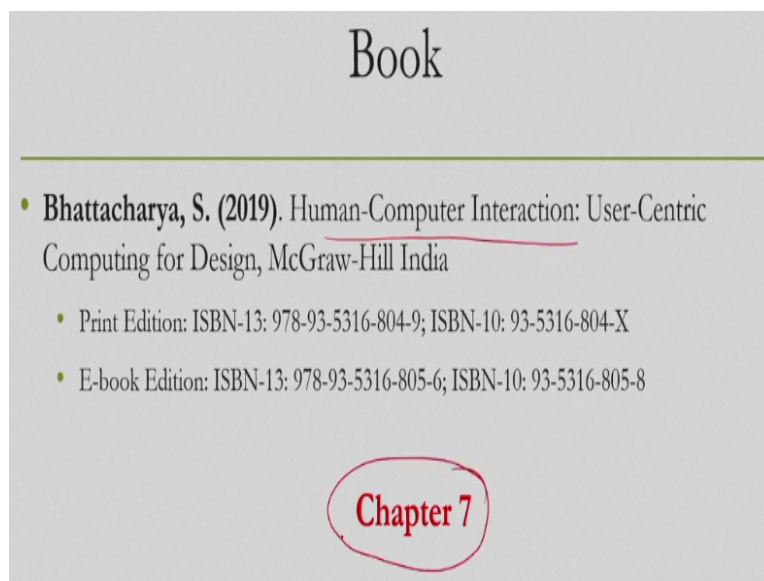 Book
• Bhattacharya, S. (2019). Human-Computer Interaction: User-Centric
Computing for Design, McGraw-Hill India
• Print Edition: ISBN-13: 978-93-5316-804-9; ISBN-10: 93-5316-804-X
• E-book Edition: ISBN-13: 978-93-5316-805-6; ISBN-10: 93-5316-805-8
Chapter 7